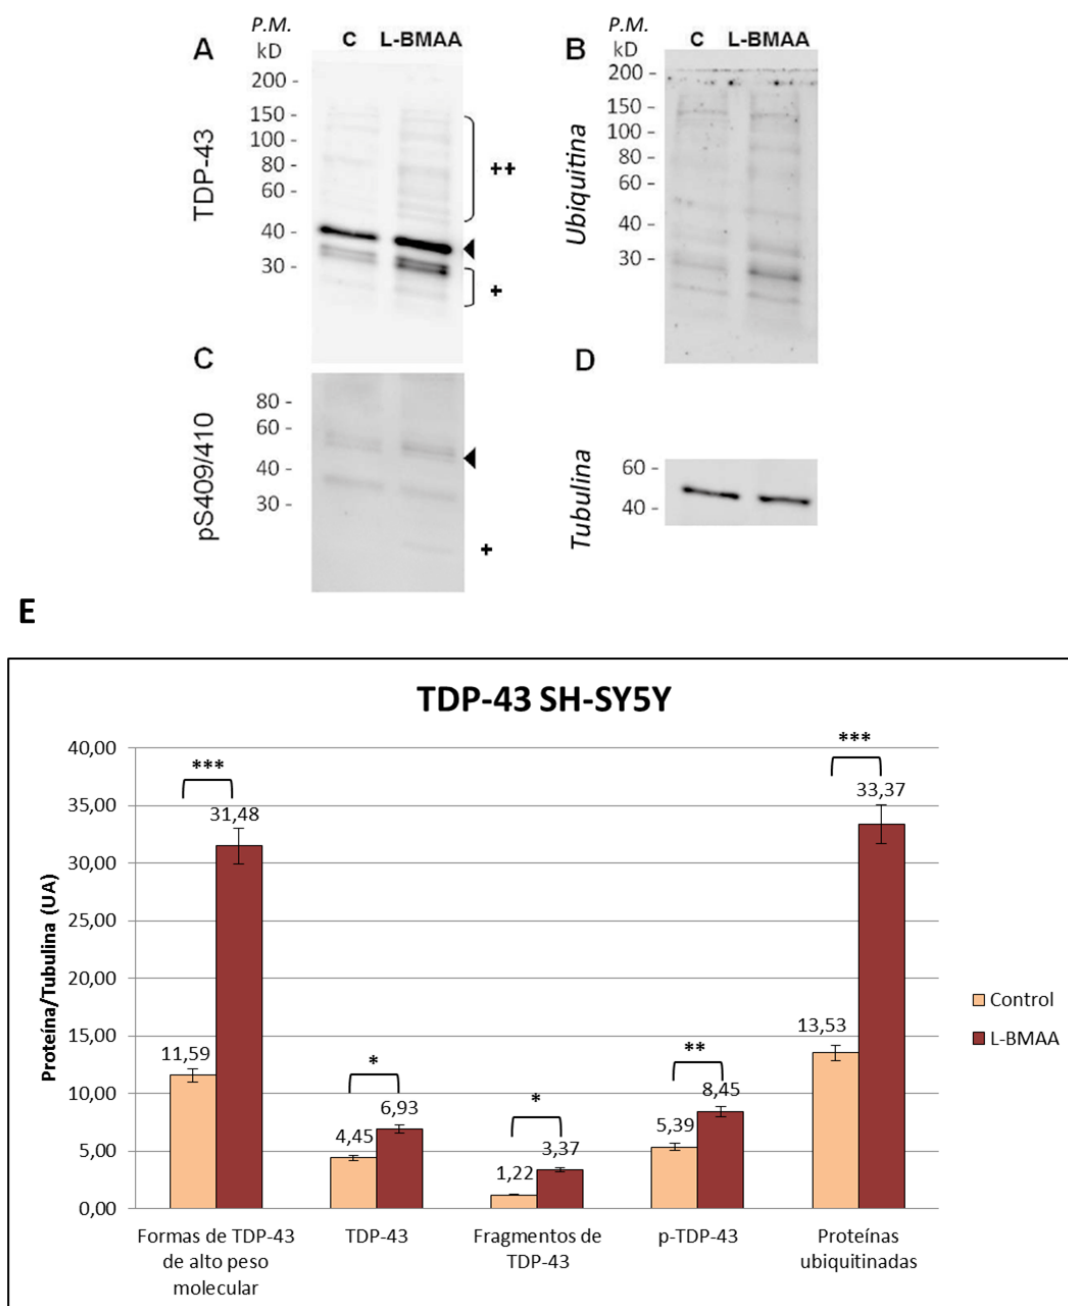 A
P.M.
kD
C L-BMAA
200 -
150 -
100 -
80 -
60 -
40 -
30 -
TDP-43
++
+
B
P.M.
kD
C L-BMAA
200 -
150 -
100 -
80 -
60 -
40 -
30 -
Ubiquitina
C
80 -
60 -
40 -
30 -
pS409/410
+
D
60 -
40 -
Tubulina
E
TDP-43 SH-SY5Y
Proteína/Tubulina (UA)
40,00
35,00
30,00
25,00
20,00
15,00
10,00
5,00
0,00
***
31,48
11,59
*
6,93
4,45
*
3,37
1,22
**
8,45
5,39
***
33,37
13,53
Formas de TDP-43
de alto peso
molecular
TDP-43
Fragmentos de
TDP-43
p-TDP-43
Proteínas
ubiquitinadas
Control
L-BMAA